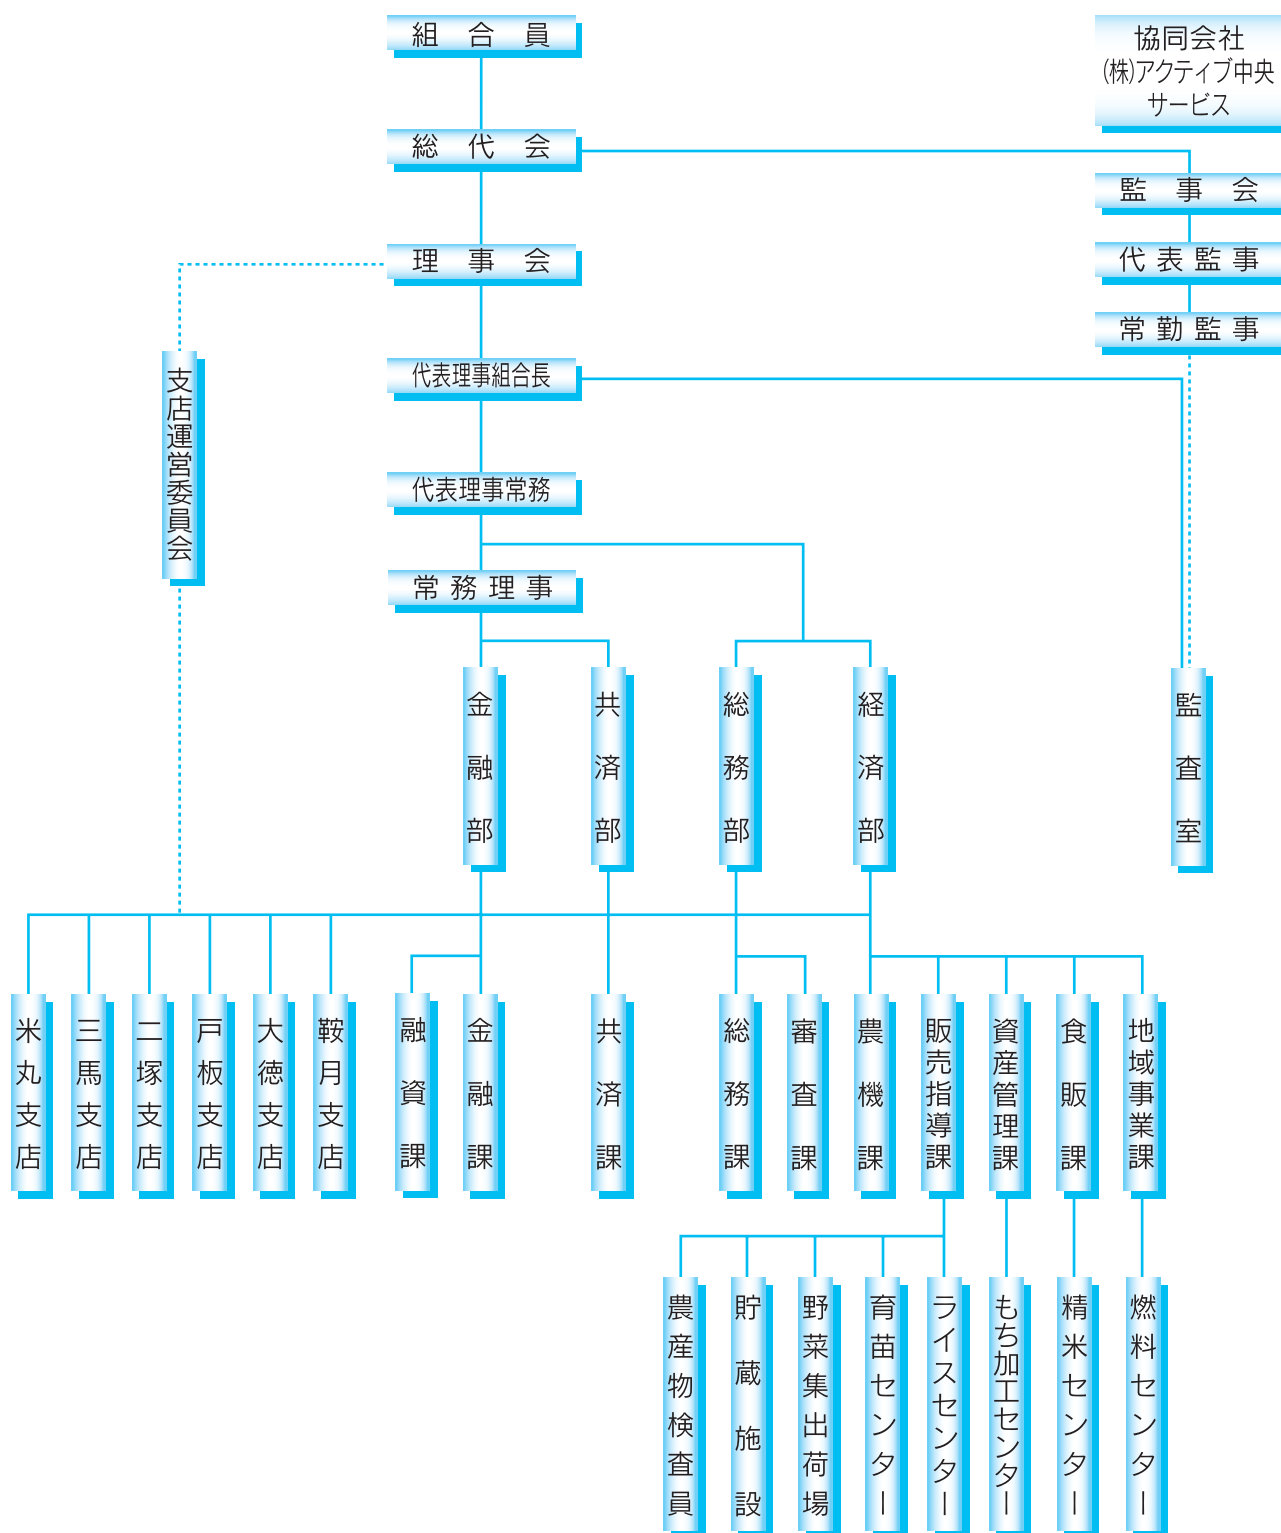 組合員
協同会社
(株)アクティブ中央
サービス
総代会
監事会
理事会
代表監事
常勤監事
代表理事組合長
支店運営委員会
代表理事常務
常務理事
金融部
共済部
総務部
経済部
監査室
米丸支店
三馬支店
二塚支店
戸板支店
大徳支店
鞍月支店
融資課
金融課
共済課
総務課
審査課
農機課
販売指導課
資産管理課
食販課
地域事業課
農産物検査員
貯蔵施設
野菜集出荷場
育苗センター
ライスセンター
もち加工センター
精米センター
燃料センター